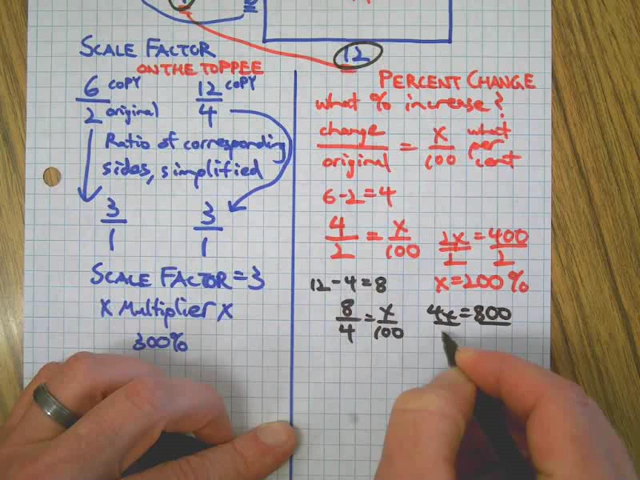 12
SCALE FACTOR
ON THE TOPPEE
6 copy 12 copy
2 original 4
Ratio of corresponding
sides, simplified
3 3
1 1
SCALE FACTOR = 3
x Multiplier x
300%
PERCENT CHANGE
What % increase?
change = x what
original 100 per cent
6-2=4
4 = x 2x = 400
2 100 2 2
x=200%
12-4=8
8 = x 4x = 800
4 100